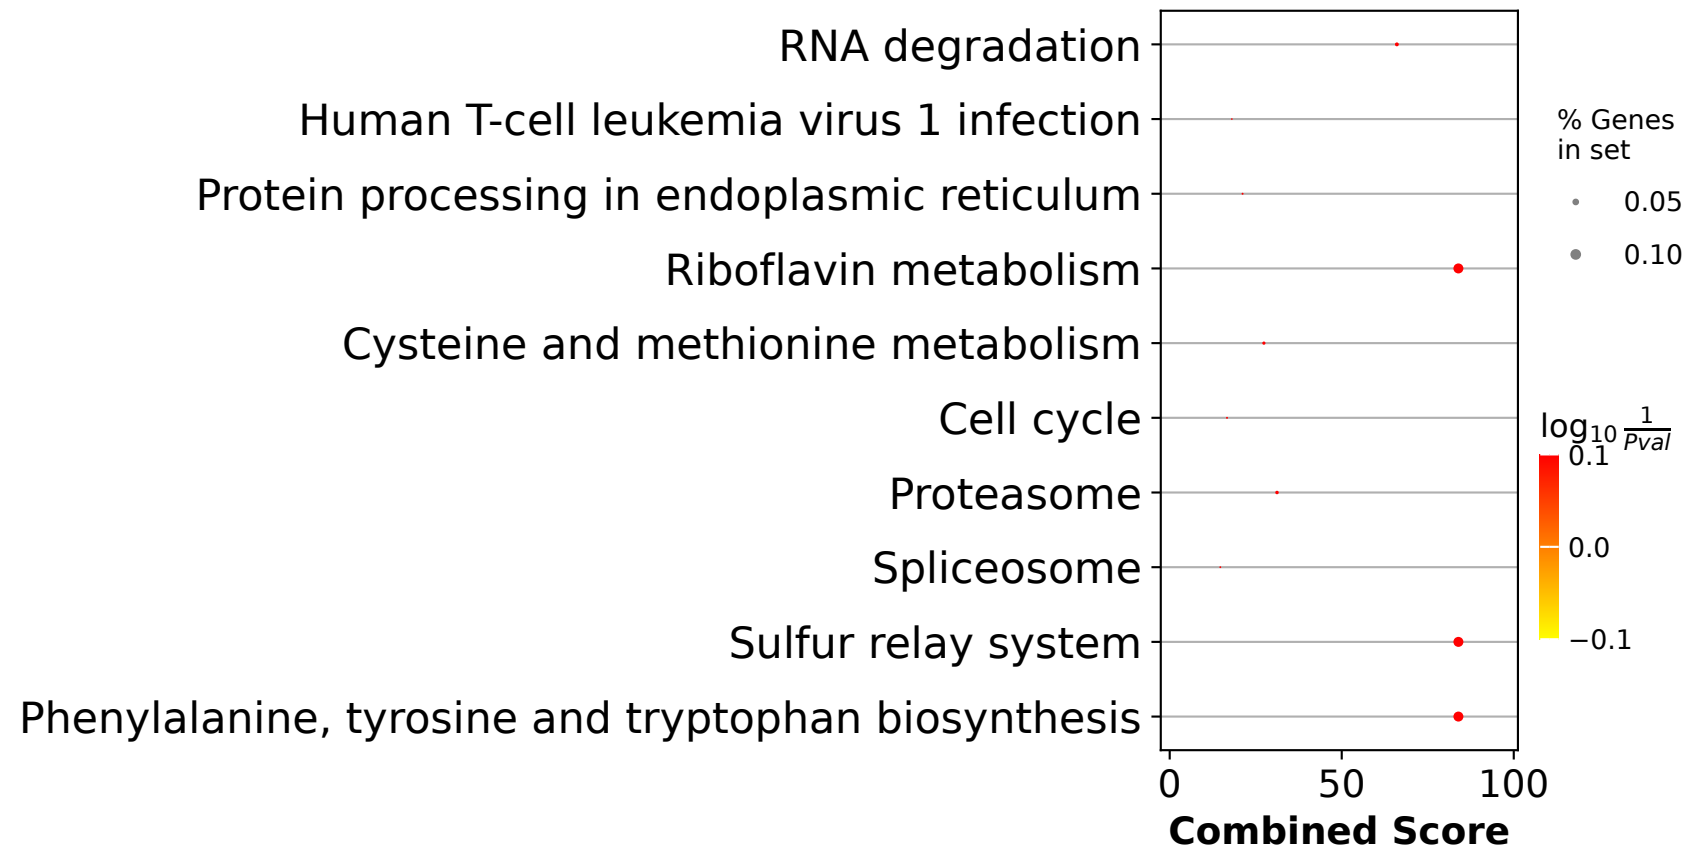 RNA degradation
Human T-cell leukemia virus 1 infection
Protein processing in endoplasmic reticulum
Riboflavin metabolism
Cysteine and methionine metabolism
Cell cycle
Proteasome
Spliceosome
Sulfur relay system
Phenylalanine, tyrosine and tryptophan biosynthesis
0 50 100
Combined Score
% Genes
in set
0.05
0.10
log₁₀ 1/Pval
0.1
0.0
−0.1